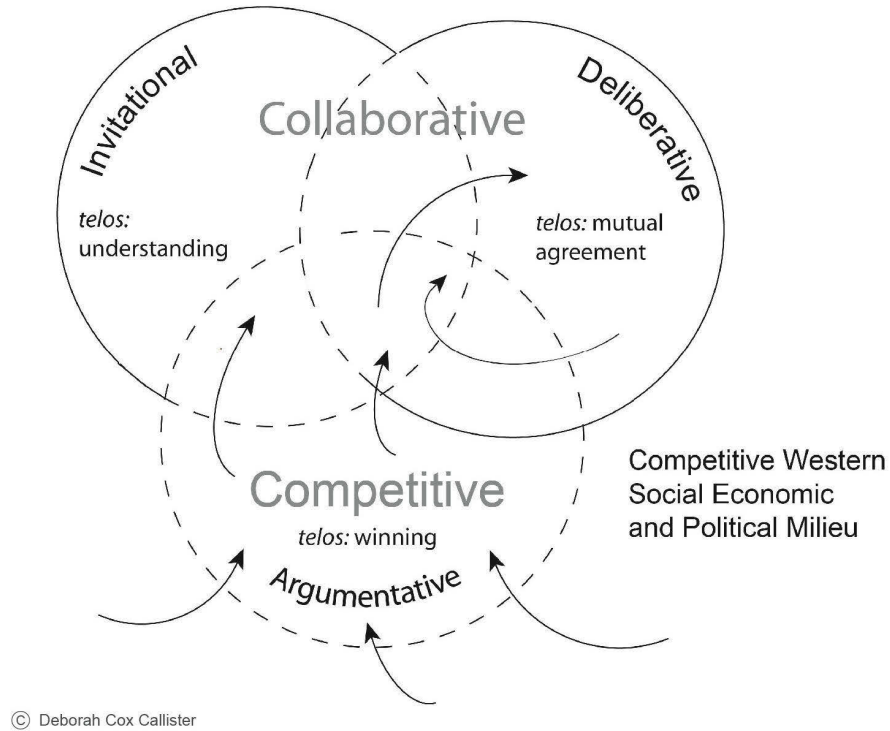 Invitational
Collaborative
Deliberative
telos:
understanding
telos: mutual
agreement
Competitive
telos: winning
Argumentative
Competitive Western
Social Economic
and Political Milieu
© Deborah Cox Callister